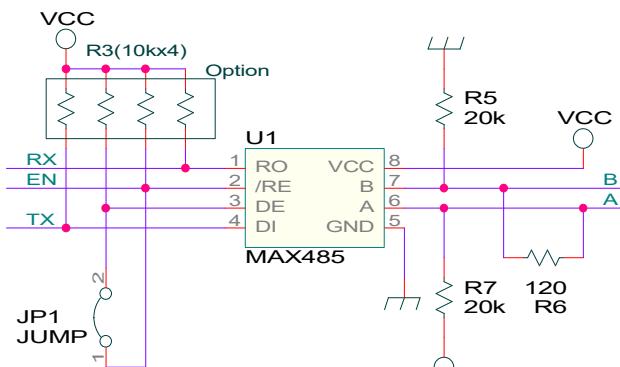 VCC
R3(10kx4)
Option
R5
20k
VCC
U1
RX
EN
TX
1 RO VCC 8
2 /RE B 7
3 DE A 6
4 DI GND 5
MAX485
B
A
2
JP1
JUMP
1
R7
20k
120
R6